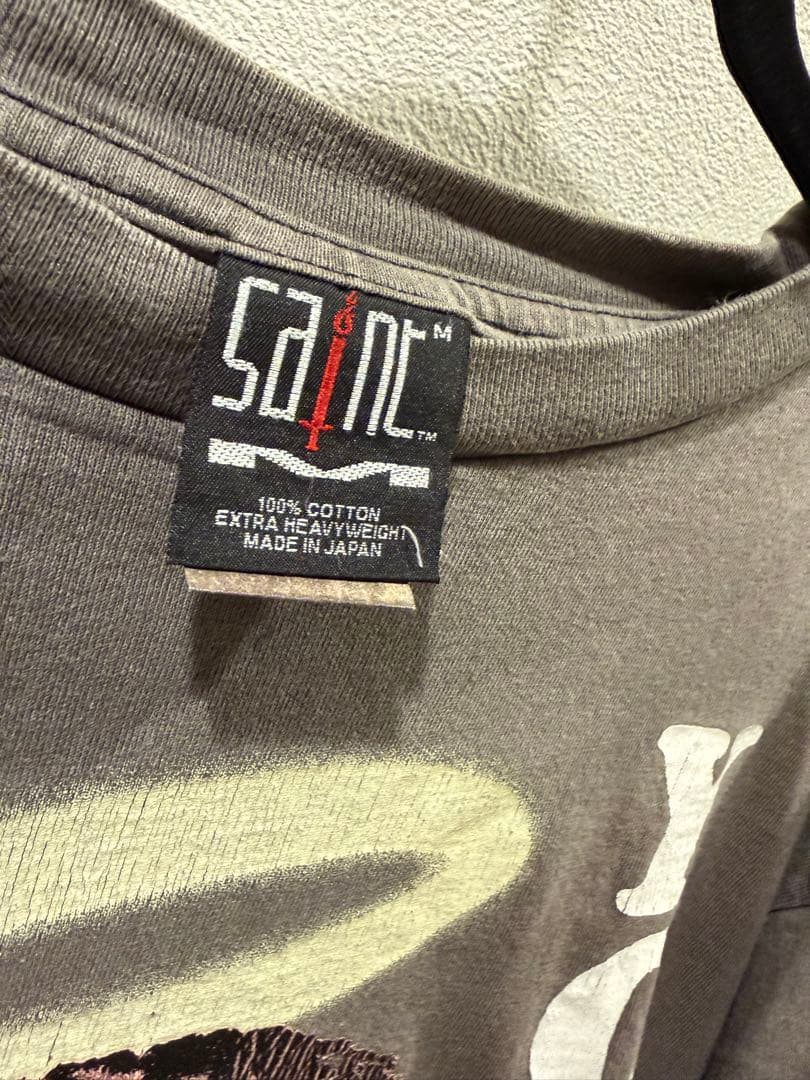 saint M
TM
100% COTTON
EXTRA HEAVYWEIGHT
MADE IN JAPAN